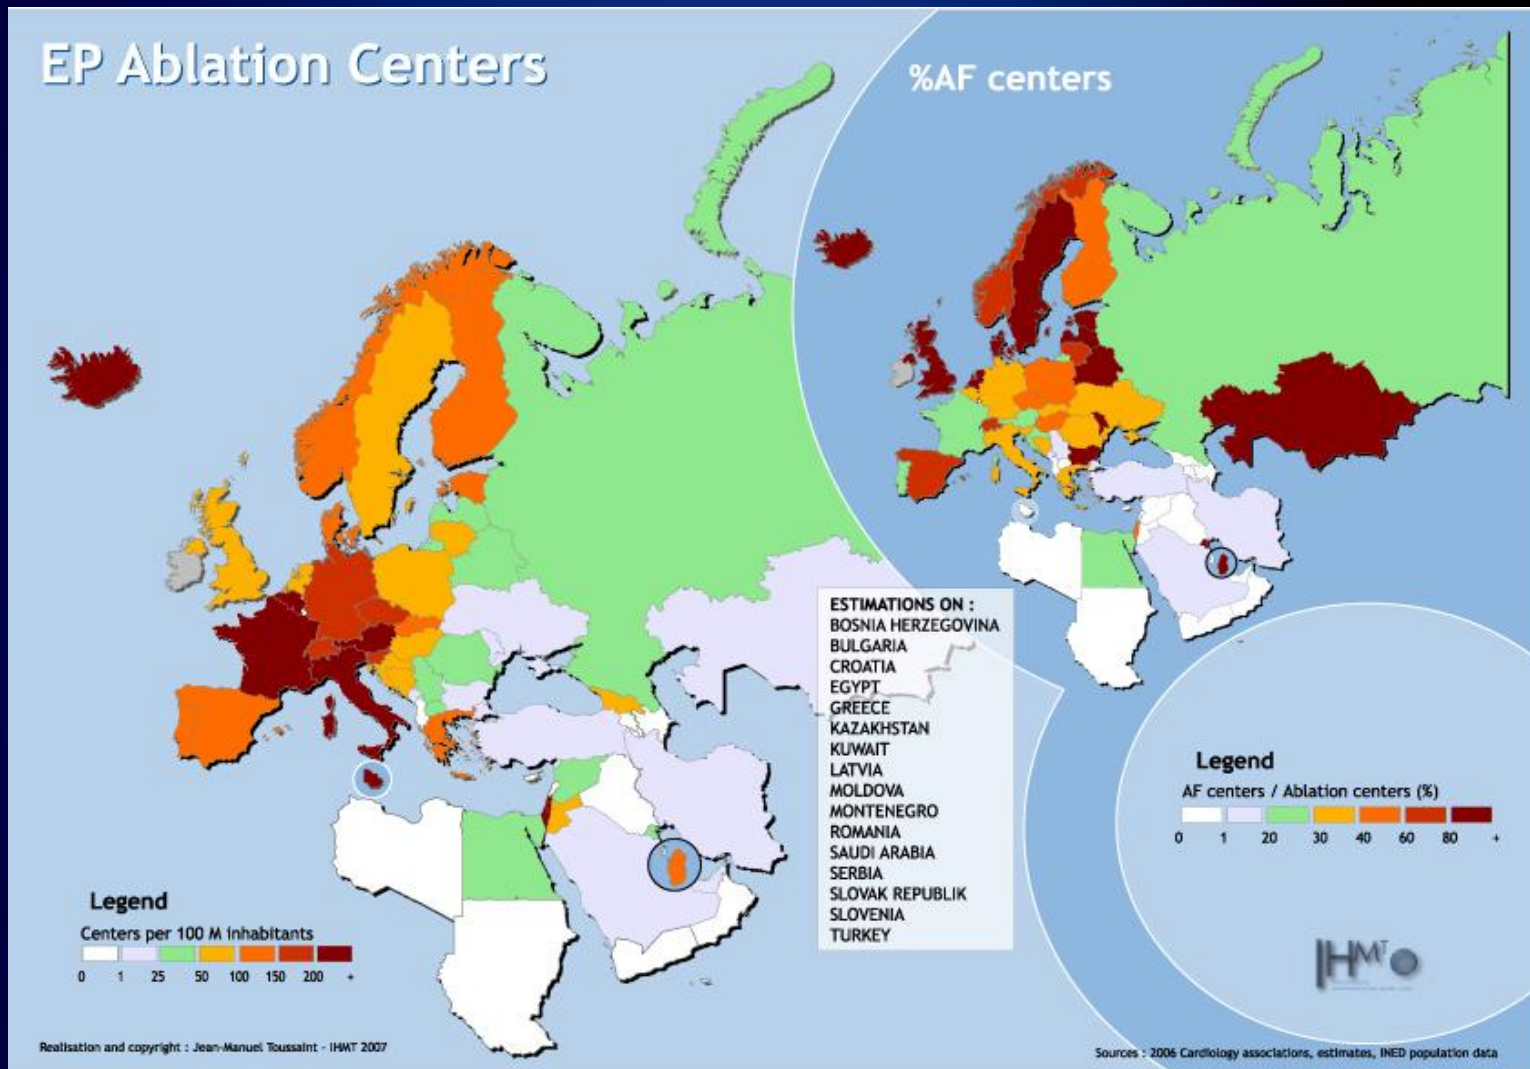 EP Ablation Centers
%AF centers
ESTIMATIONS ON :
BOSNIA HERZEGOVINA
BULGARIA
CROATIA
EGYPT
GREECE
KAZAKHSTAN
KUWAIT
LATVIA
MOLDOVA
MONTENEGRO
ROMANIA
SAUDI ARABIA
SERBIA
SLOVAK REPUBLIK
SLOVENIA
TURKEY
Legend
AF centers / Ablation centers (%)
0 1 20 30 40 60 80 +
Legend
Centers per 100 M inhabitants
0 1 25 50 100 150 200 +
IHMT
Realisation and copyright : Jean-Manuel Toussaint - IHMT 2007
Sources : 2006 Cardiology associations, estimates, INED population data